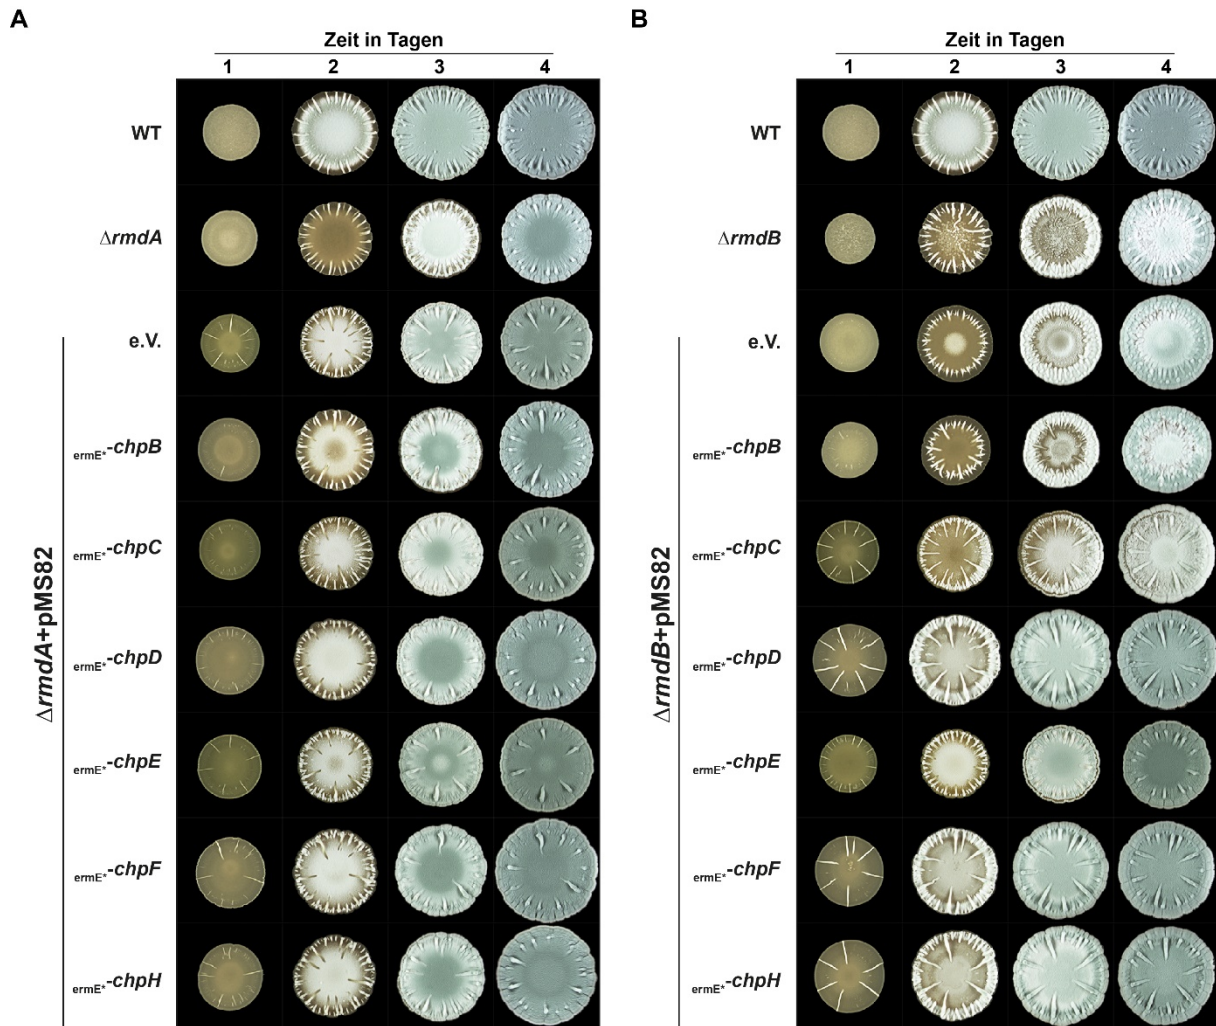 A
Zeit in Tagen
1 2 3 4
WT
ΔrmdA
e.V.
ermE*-chpB
ermE*-chpC
ermE*-chpD
ermE*-chpE
ermE*-chpF
ermE*-chpH
ΔrmdA+pMS82
B
Zeit in Tagen
1 2 3 4
WT
ΔrmdB
e.V.
ermE*-chpB
ermE*-chpC
ermE*-chpD
ermE*-chpE
ermE*-chpF
ermE*-chpH
ΔrmdB+pMS82